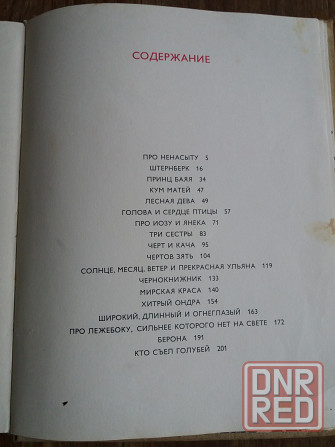 СОДЕРЖАНИЕ
ПРО НЕНАСЫТУ 5
ШТЕРНБЕРК 16
ПРИНЦ БАЯЯ 34
КУМ МАТЕЙ 47
ЛЕСНАЯ ДЕВА 49
ГОЛОВА И СЕРДЦЕ ПТИЦЫ 57
ПРО ИОЗУ И ЯНЕКА 71
ТРИ СЕСТРЫ 83
ЧЕРТ И КАЧА 95
ЧЕРТОВ ЗЯТЬ 104
СОЛНЦЕ, МЕСЯЦ, ВЕТЕР И ПРЕКРАСНАЯ УЛЬЯНА 119
ЧЕРНОКНИЖНИК 133
МИРСКАЯ КРАСА 140
ХИТРЫЙ ОНДРА 154
ШИРОКИЙ, ДЛИННЫЙ И ОГНЕГЛАЗЫЙ 163
ПРО ЛЕЖЕБОКУ, СИЛЬНЕЕ КОТОРОГО НЕТ НА СВЕТЕ 172
БЕРОНА 191
КТО СЪЕЛ ГОЛУБЕЙ 201
DNR
RED